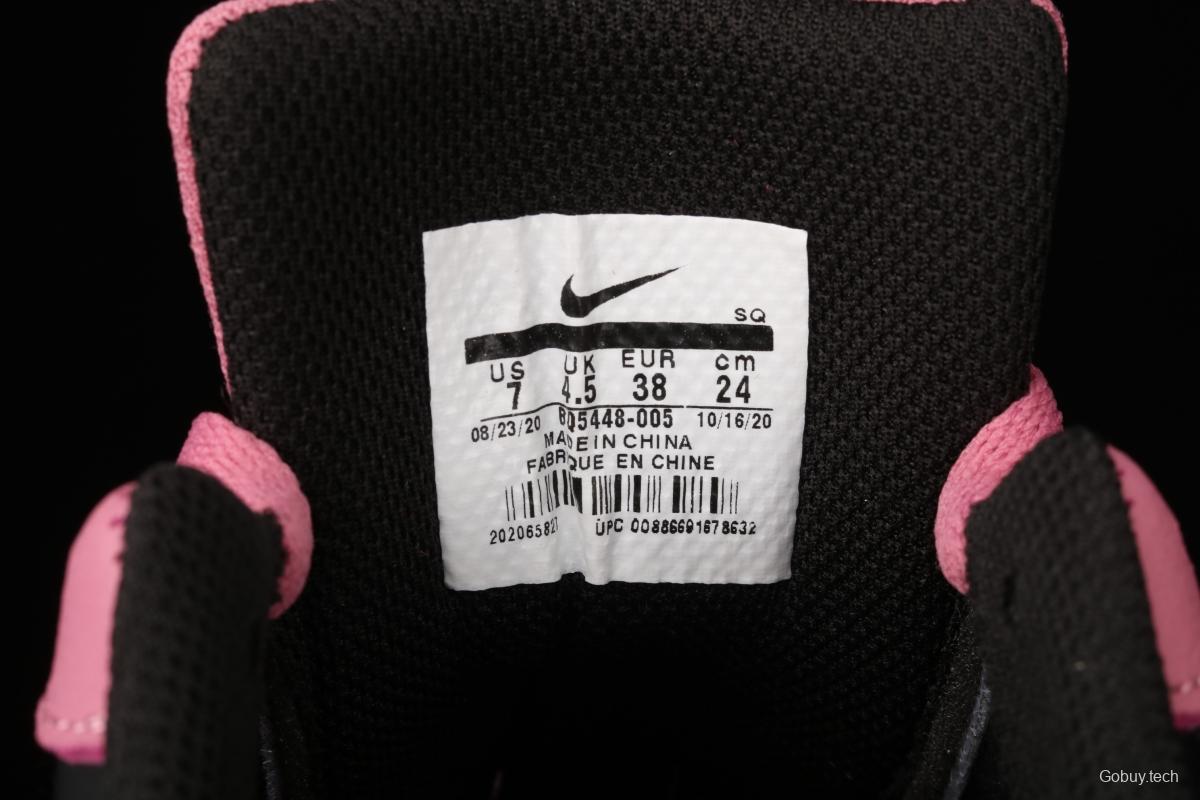 SQ
US UK EUR cm
7 4.5 38 24
08/23/20 BQ5448-005 10/16/20
MADE IN CHINA
FABRIQUE EN CHINE
202065827 UPC 00886691678632
Gobuy.tech